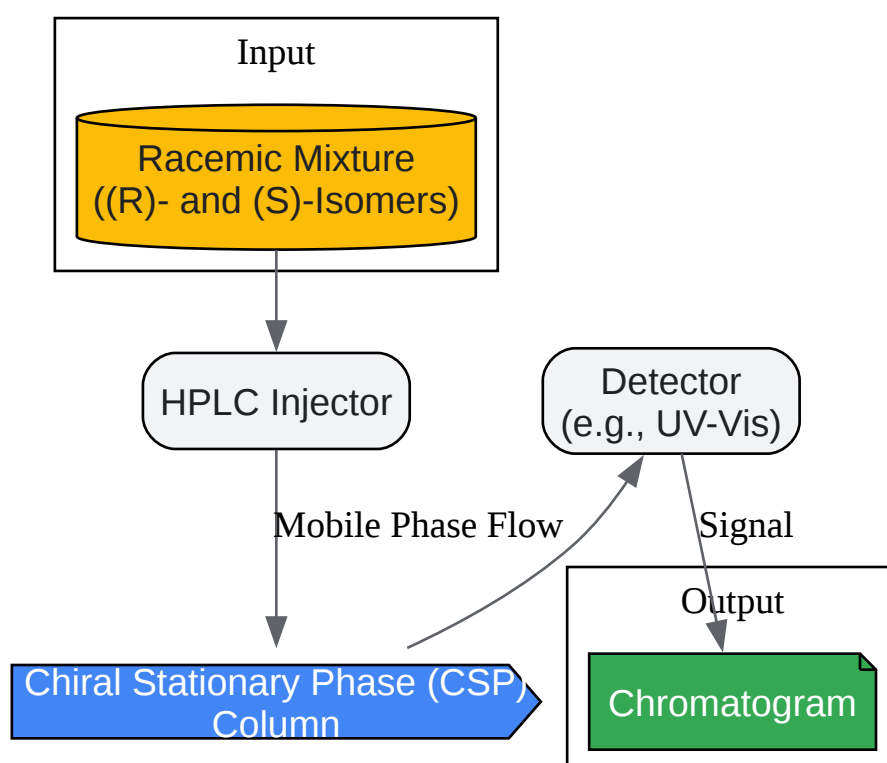 Input
Racemic Mixture
((R)- and (S)-Isomers)
HPLC Injector
Detector
(e.g., UV-Vis)
Mobile Phase Flow
Signal
Output
Chiral Stationary Phase (CSP)
Column
Chromatogram